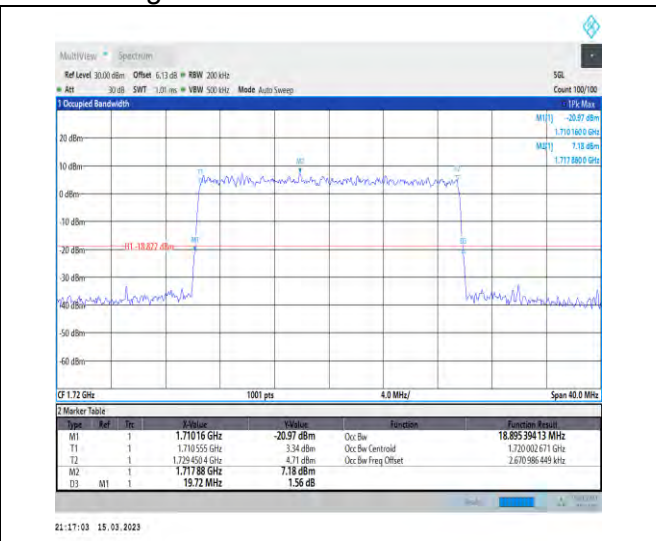 MultiView Spectrum
Ref Level 30.00 dBm Offset 6.13 dB RBW 200 kHz SGL
Att 30 dB SWT 1.01 ms VBW 500 kHz Mode Auto Sweep Count 100/100
1 Occupied Bandwidth 1Pk Max
M1[1] -20.97 dBm
1.710 160 0 GHz
M2[1] 7.18 dBm
1.717 880 0 GHz
20 dBm
10 dBm
M2
T1
T2
0 dBm
-10 dBm
M1
D3
H1 -18.822 dBm
-20 dBm
-30 dBm
-40 dBm
-50 dBm
-60 dBm
CF 1.72 GHz 1001 pts 4.0 MHz/ Span 40.0 MHz
2 Marker Table
Type Ref Trc X-Value Y-Value Function Function Result
M1 1 1.71016 GHz -20.97 dBm Occ Bw 18.895 394 13 MHz
T1 1 1.710 555 GHz 3.34 dBm Occ Bw Centroid 1.720 002 671 GHz
T2 1 1.729 450 4 GHz 4.71 dBm Occ Bw Freq Offset 2.670 986 449 kHz
M2 1 1.717 88 GHz 7.18 dBm
D3 M1 1 19.72 MHz 1.56 dB
21:17:03 15.03.2023